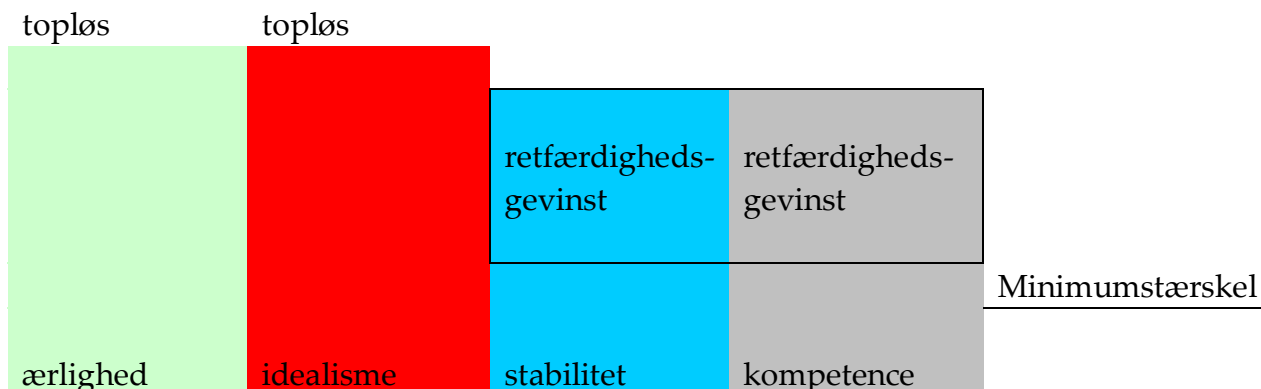 topløs topløs
retfærdigheds- retfærdigheds-
gevinst gevinst
Minimumstærskel
ærlighed idealisme stabilitet kompetence